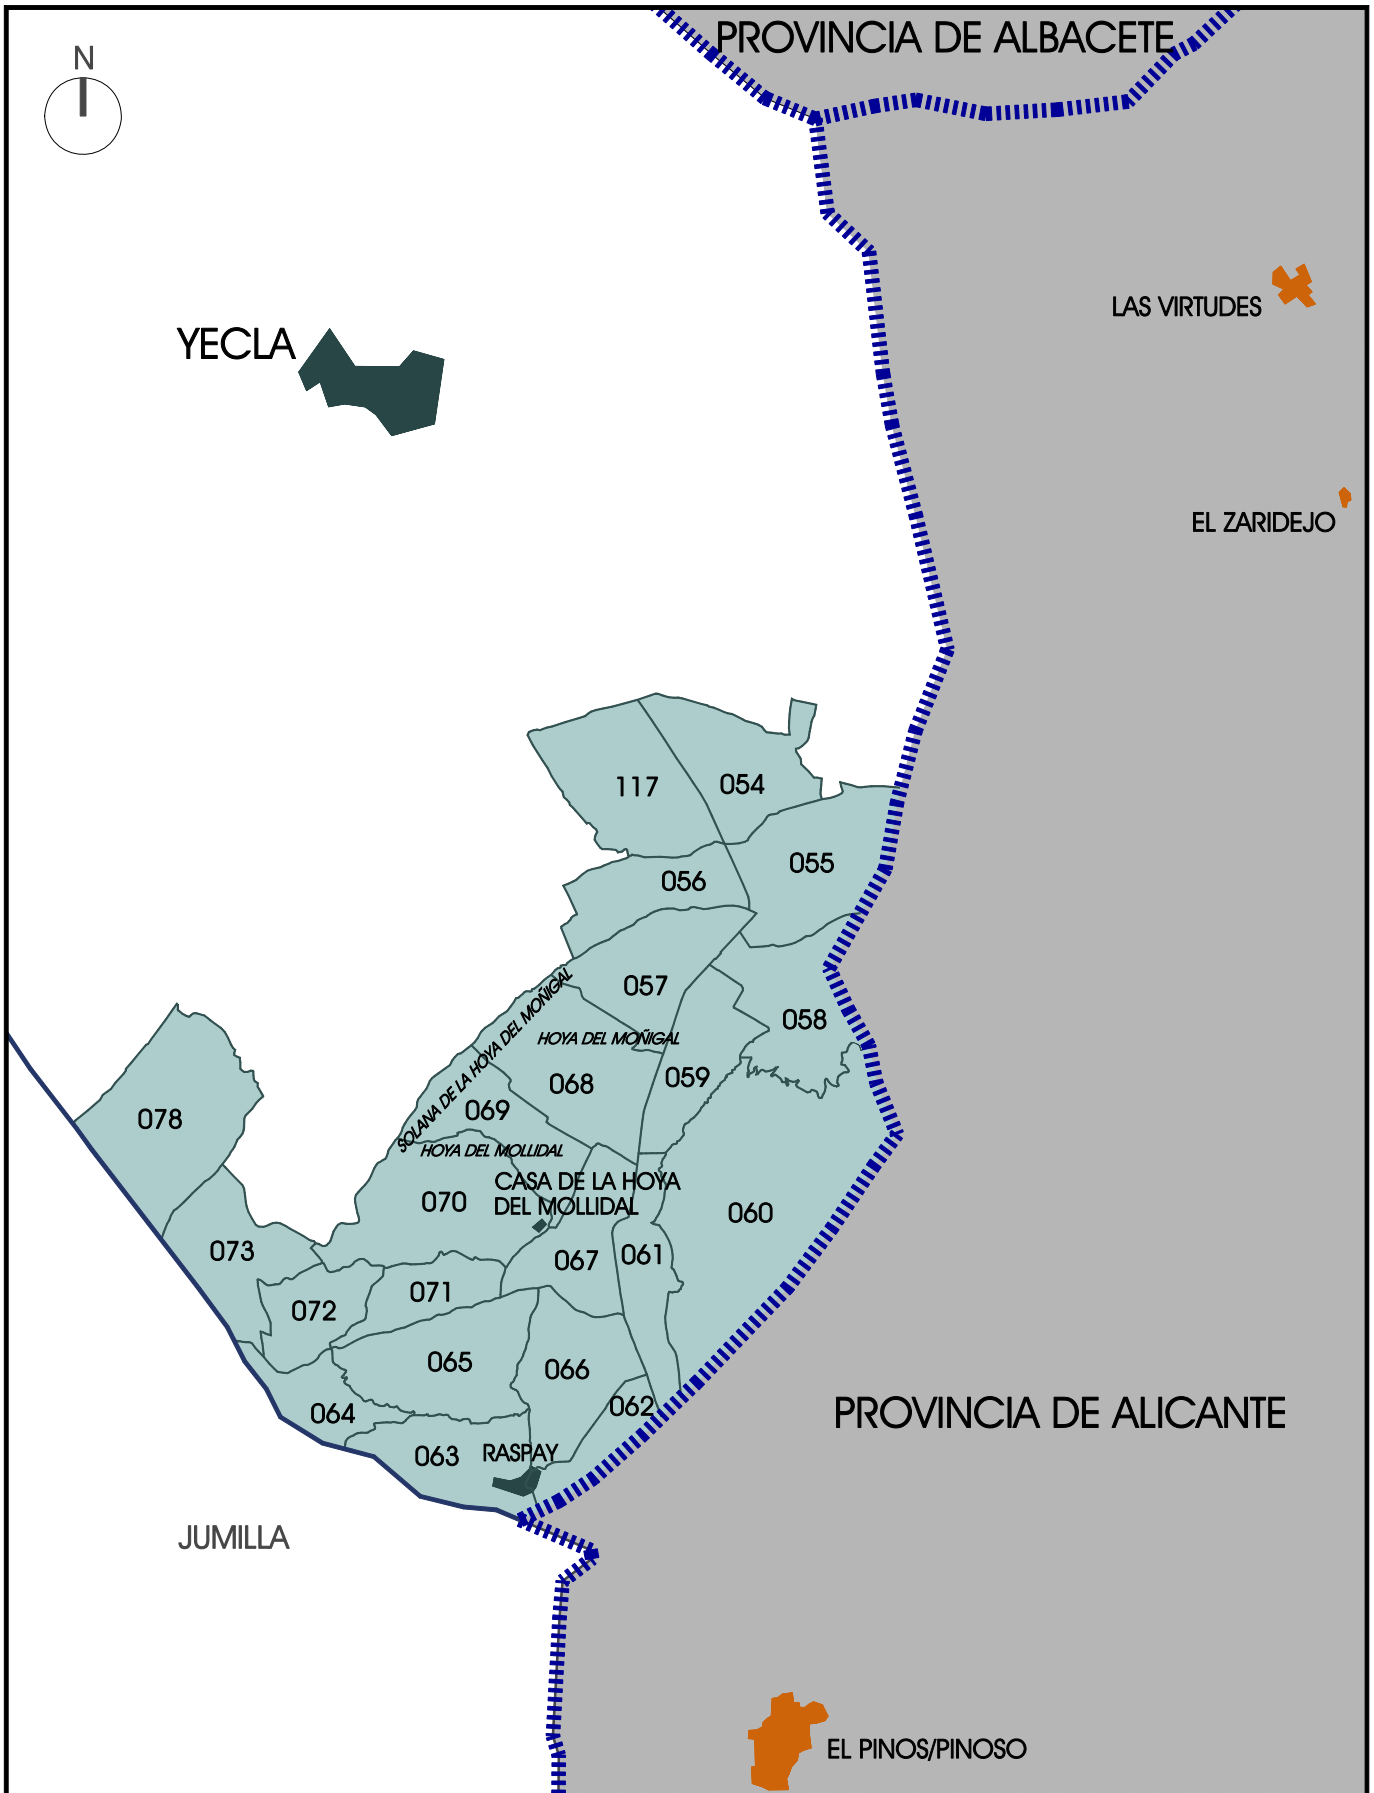 PROVINCIA DE ALBACETE
N
LAS VIRTUDES
YECLA
EL ZARIDEJO
117
054
055
056
057
SOLANA DE LA HOYA DEL MOÑIGAL
058
HOYA DEL MOÑIGAL
059
068
069
078
HOYA DEL MOLLIDAL
CASA DE LA HOYA
DEL MOLLIDAL
070
060
073
061
067
071
072
065
066
062
064
PROVINCIA DE ALICANTE
063
RASPAY
JUMILLA
EL PINOS/PINOSO